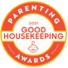 PARENTING
2021
GOOD
HOUSEKEEPING
AWARDS